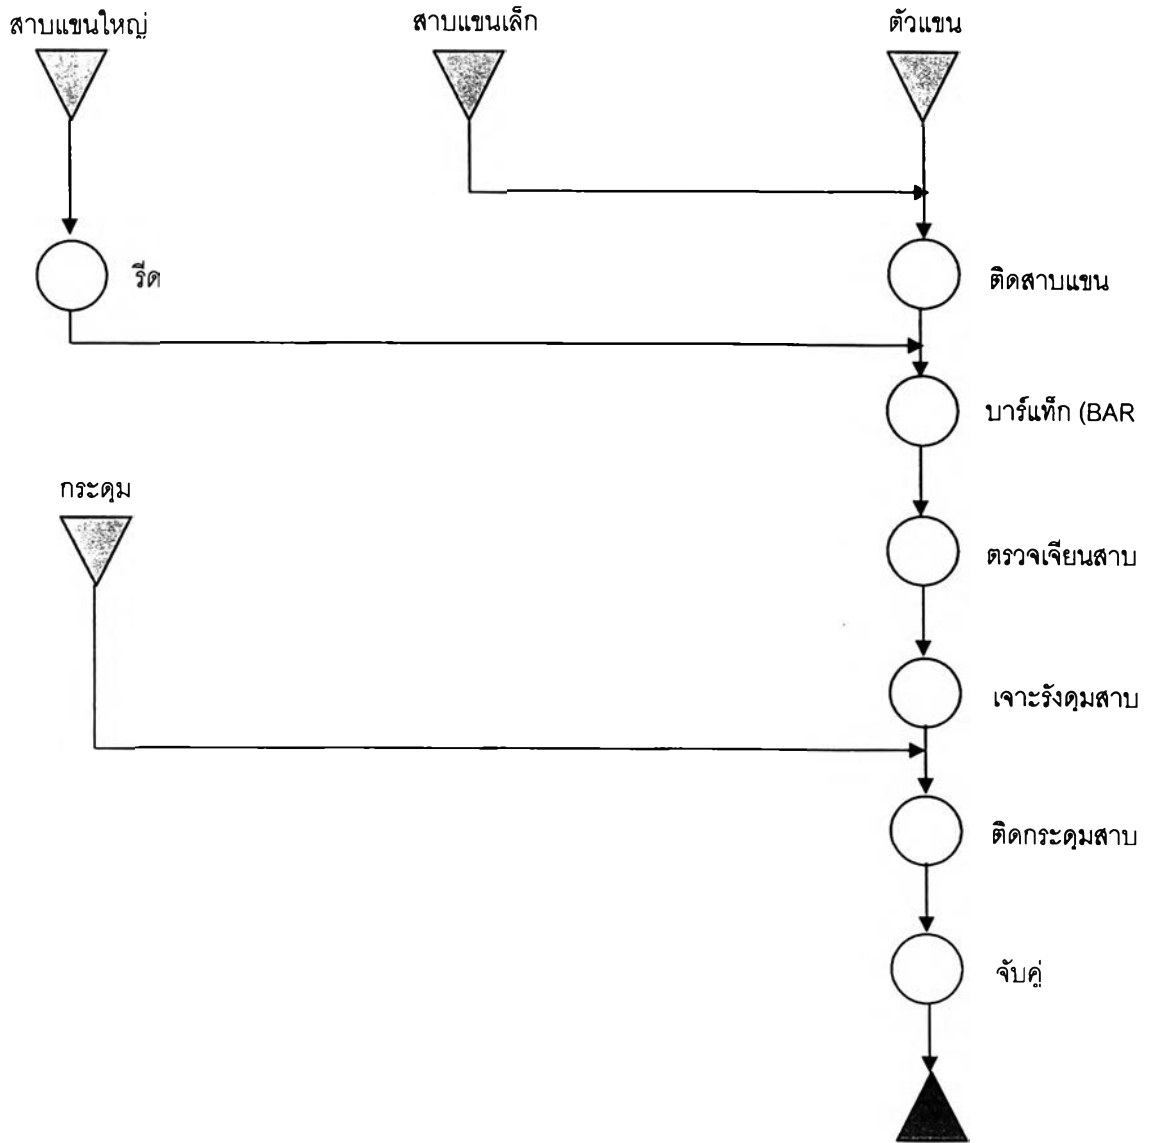 สาบแขนใหญ่
สาบแขนเล็ก
ตัวแขน
รีด
ติดสาบแขน
บาร์แท็ก (BAR
กระดุม
ตรวจเจียนสาบ
เจาะรังดุมสาบ
ติดกระดุมสาบ
จับคู่